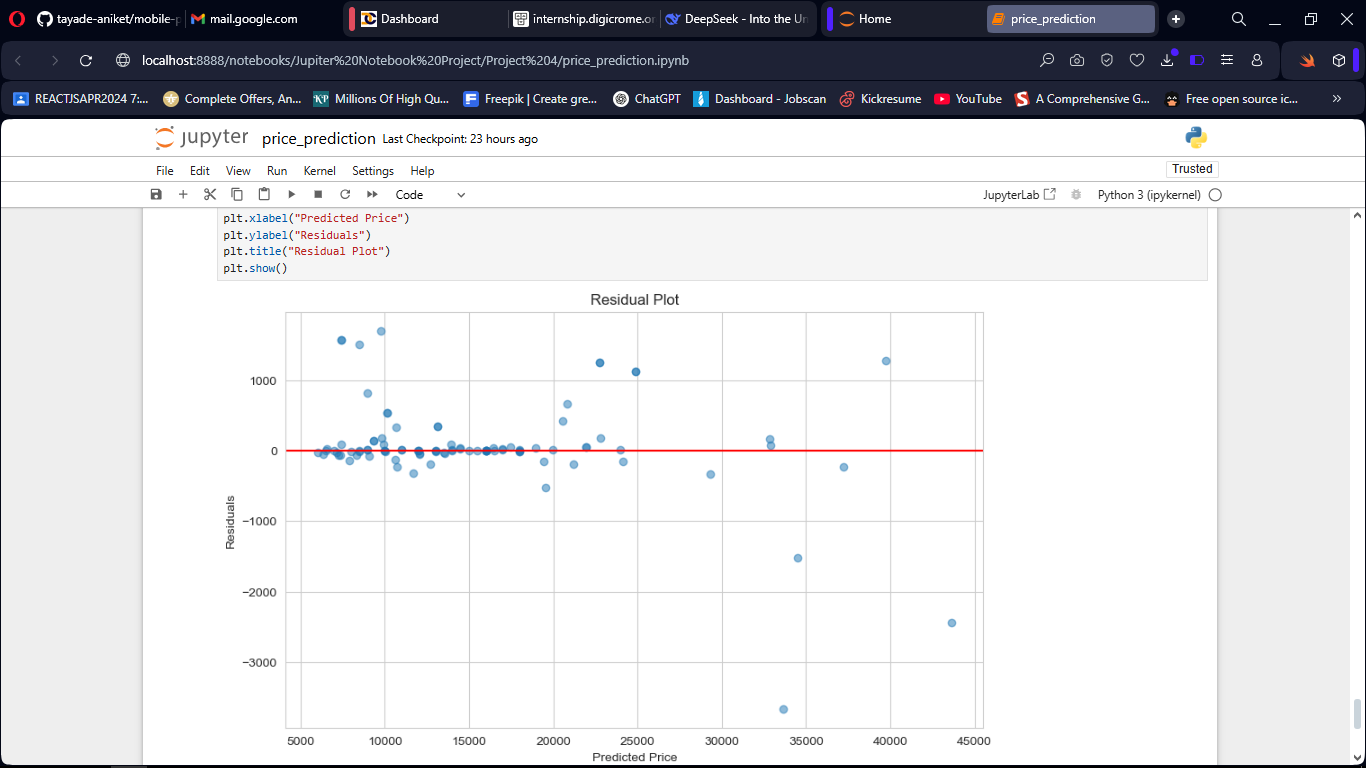 tayade-aniket/mobile-p
mail.google.com
Dashboard
internship.digicrome.or
DeepSeek - Into the Un
Home
price_prediction
localhost:8888/notebooks/Jupiter%20Notebook%20Project/Project%204/price_prediction.ipynb
REACTJSAPR2024 7:...
Complete Offers, An...
Millions Of High Qu...
Freepik | Create gre...
ChatGPT
Dashboard - Jobscan
Kickresume
YouTube
A Comprehensive G...
Free open source ic...
jupyter price_prediction Last Checkpoint: 23 hours ago
File Edit View Run Kernel Settings Help
Trusted
Code
JupyterLab
Python 3 (ipykernel)
plt.xlabel("Predicted Price")
plt.ylabel("Residuals")
plt.title("Residual Plot")
plt.show()
Residual Plot
1000
0
−1000
−2000
−3000
Residuals
5000 10000 15000 20000 25000 30000 35000 40000 45000
Predicted Price